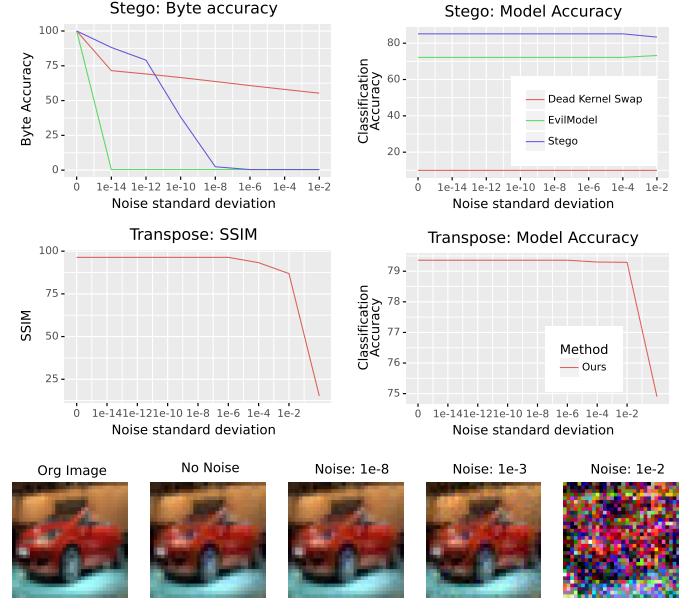 Stego: Byte accuracy
Stego: Model Accuracy
100
75
50
25
0
Byte Accuracy
0 1e-14 1e-12 1e-10 1e-8 1e-6 1e-4 1e-2
Noise standard deviation
80
60
40
20
Classification
Accuracy
Dead Kernel Swap
EvilModel
Stego
0 1e-14 1e-12 1e-10 1e-8 1e-6 1e-4 1e-2
Noise standard deviation
Transpose: SSIM
Transpose: Model Accuracy
100
75
50
25
SSIM
0 1e-14 1e-12 1e-10 1e-8 1e-6 1e-4 1e-2
Noise standard deviation
79
78
77
76
75
Classification
Accuracy
Method
Ours
0 1e-14 1e-12 1e-10 1e-8 1e-6 1e-4 1e-2
Noise standard deviation
Org Image
No Noise
Noise: 1e-8
Noise: 1e-3
Noise: 1e-2